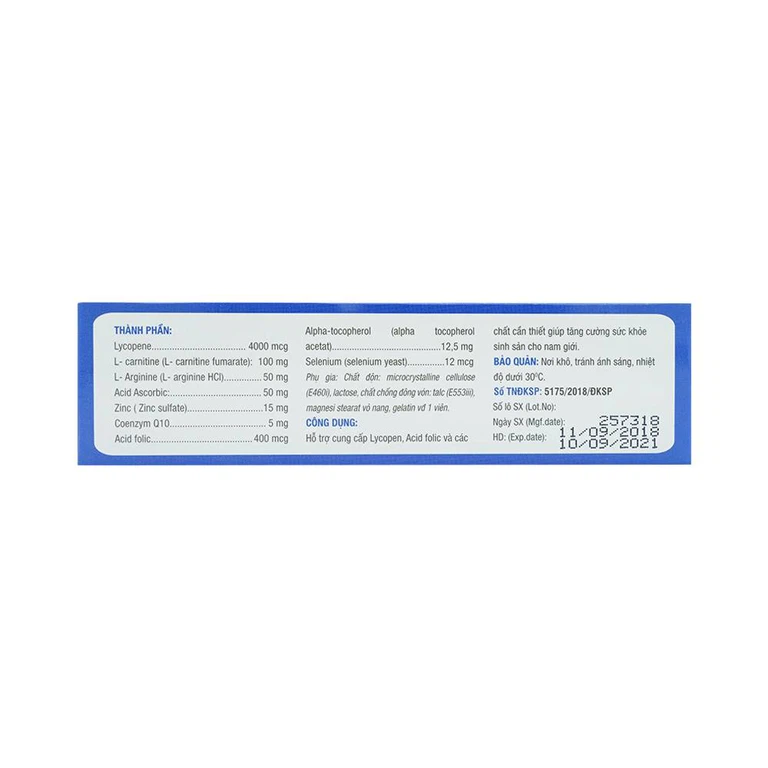 THÀNH PHẦN:
Lycopene............................... 4000 mcg
L- carnitine (L- carnitine fumarate): 100 mg
L- Arginine (L- arginine HCl)........... 50 mg
Acid Ascorbic:............................ 50 mg
Zinc ( Zinc sulfate)....................... 15 mg
Coenzym Q10............................ 5 mg
Acid folic................................ 400 mcg
Alpha-tocopherol (alpha tocopherol
acetat)................................12,5 mg
Selenium (selenium yeast)...........12 mcg
Phụ gia: Chất độn: microcrystalline cellulose
(E460i), lactose, chất chống đông vón: talc (E553iii),
magnesi stearat vỏ nang, gelatin vđ 1 viên.
CÔNG DỤNG:
Hỗ trợ cung cấp Lycopen, Acid folic và các
chất cần thiết giúp tăng cường sức khỏe
sinh sản cho nam giới.
BẢO QUẢN: Nơi khô, tránh ánh sáng, nhiệt
độ dưới 30⁰C.
Số TNĐKSP: 5175/2018/ĐKSP
Số lô SX (Lot.No): 257318
Ngày SX (Mgf.date): 11/09/2018
HD: (Exp.date): 10/09/2021